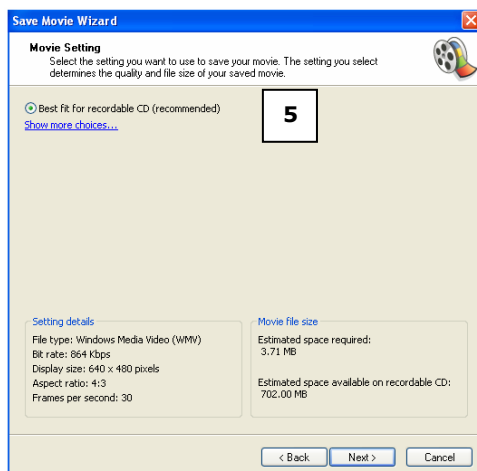 Save Movie Wizard
Movie Setting
Select the setting you want to use to save your movie. The setting you select
determines the quality and file size of your saved movie.
Best fit for recordable CD (recommended)
Show more choices...
5
Setting details
File type: Windows Media Video (WMV)
Bit rate: 864 Kbps
Display size: 640 x 480 pixels
Aspect ratio: 4:3
Frames per second: 30
Movie file size
Estimated space required:
3.71 MB
Estimated space available on recordable CD:
702.00 MB
< Back
Next >
Cancel